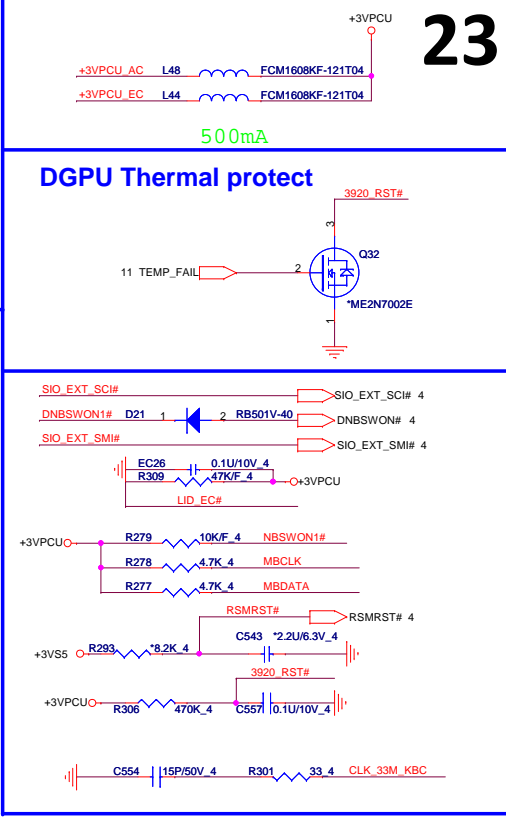 +3VPCU
23
+3VPCU_AC L48 FCM1608KF-121T04
+3VPCU_EC L44 FCM1608KF-121T04
500mA
DGPU Thermal protect
3920_RST#
3
Q32
11 TEMP_FAIL 2
*ME2N7002E
1
SIO_EXT_SCI# SIO_EXT_SCI# 4
DNBSWON1# D21 1 2 RB501V-40 DNBSWON# 4
SIO_EXT_SMI# SIO_EXT_SMI# 4
EC26 0.1U/10V_4
R309 47K/F_4 +3VPCU
LID_EC#
+3VPCU R279 10K/F_4 NBSWON1#
R278 4.7K_4 MBCLK
R277 4.7K_4 MBDATA
RSMRST# RSMRST# 4
+3VS5 R293 *8.2K_4 C543 *2.2U/6.3V_4
3920_RST#
+3VPCU R306 470K_4 C557 0.1U/10V_4
C554 15P/50V_4 R301 33_4 CLK_33M_KBC